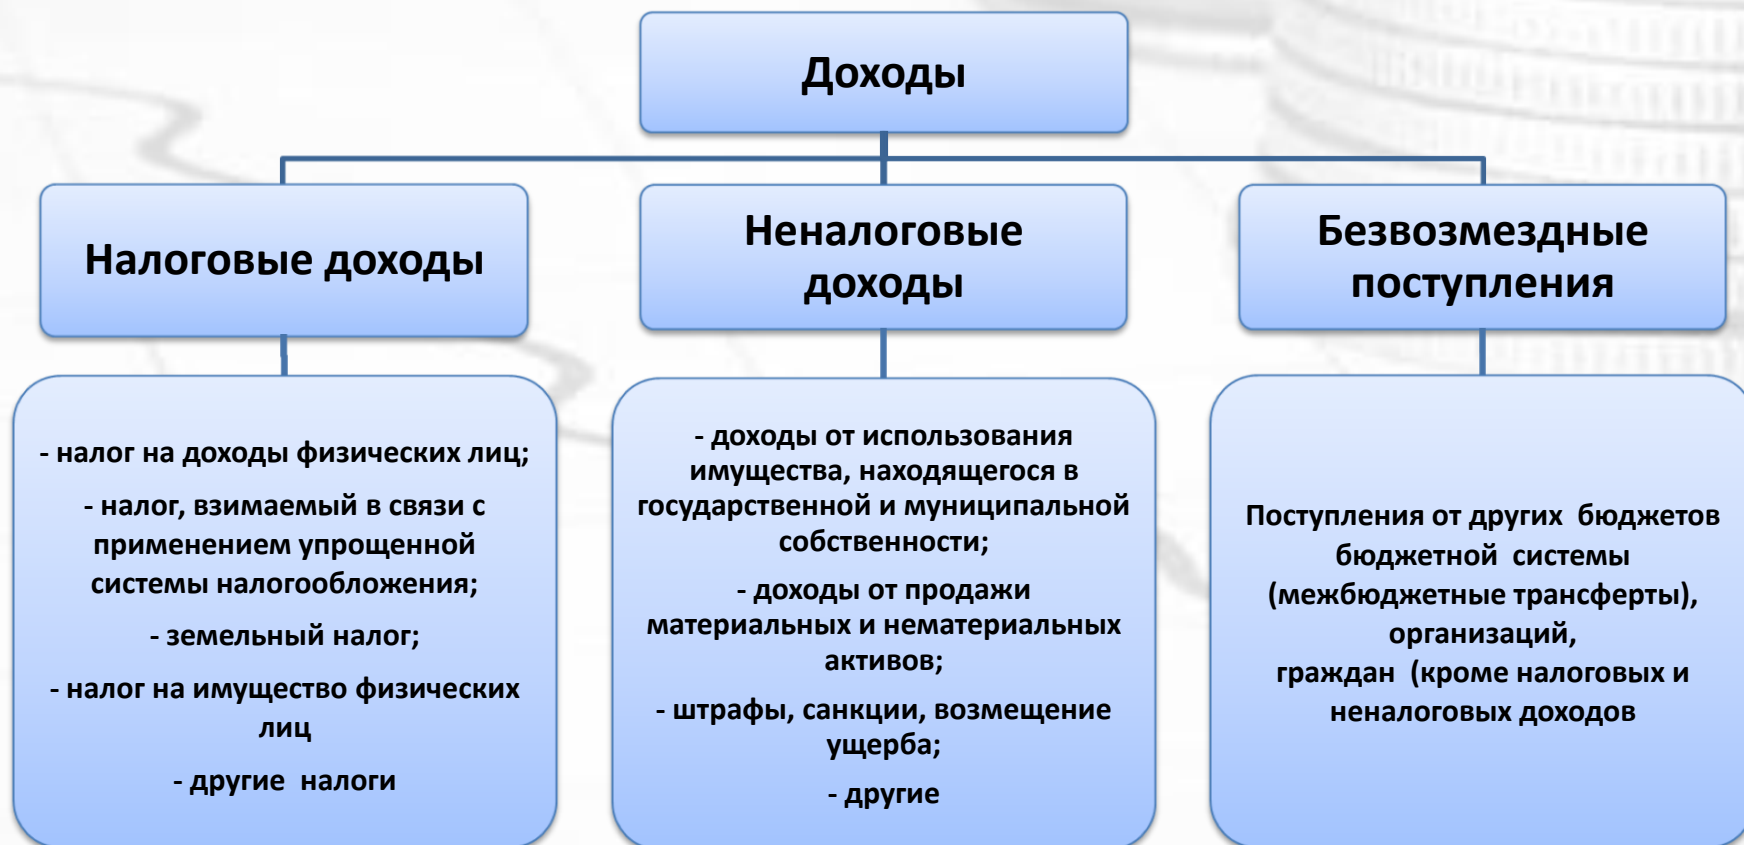 Доходы
Налоговые доходы
Неналоговые
доходы
Безвозмездные
поступления
- налог на доходы физических лиц;
- налог, взимаемый в связи с
применением упрощенной
системы налогообложения;
- земельный налог;
- налог на имущество физических
лиц
- другие  налоги
- доходы от использования
имущества, находящегося в
государственной и муниципальной
собственности;
- доходы от продажи
материальных и нематериальных
активов;
- штрафы, санкции, возмещение
ущерба;
- другие
Поступления от других  бюджетов
бюджетной  системы
(межбюджетные трансферты),
организаций,
граждан  (кроме налоговых и
неналоговых доходов